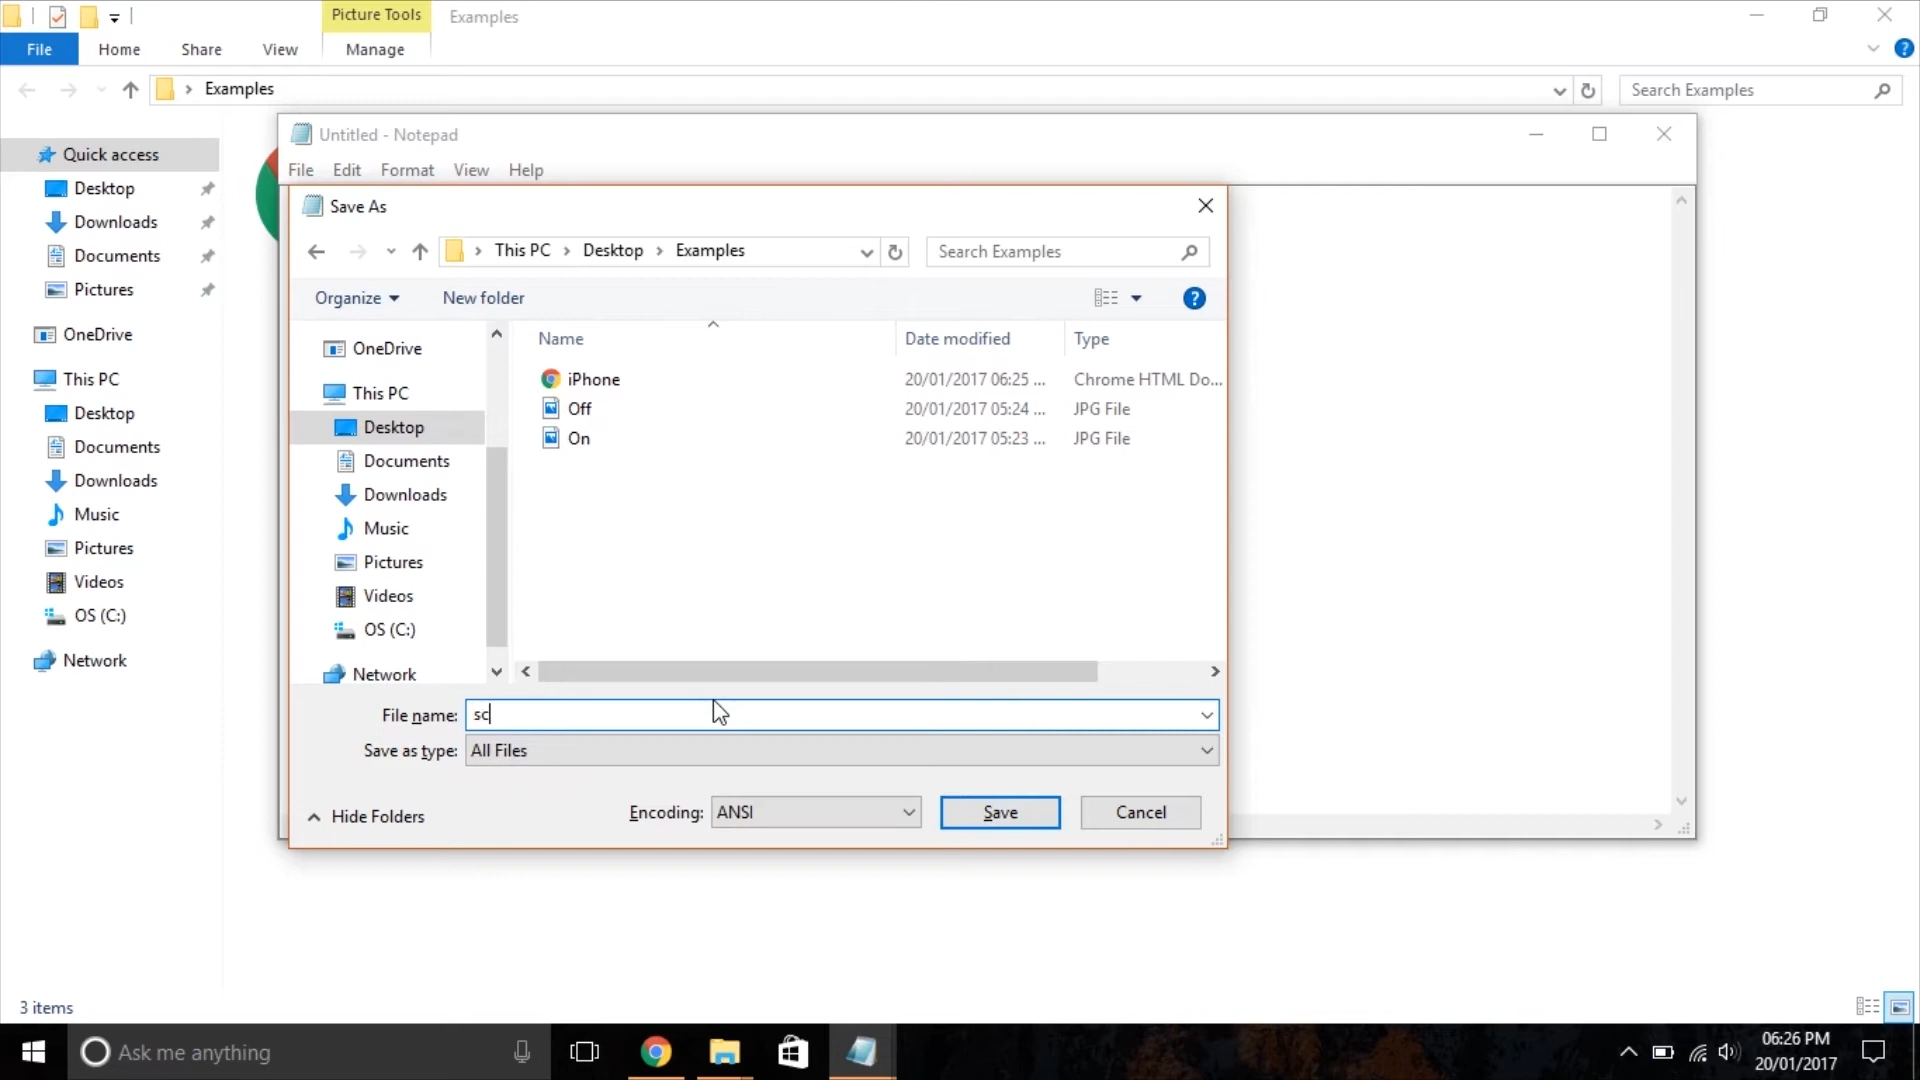 Picture Tools Examples
File Home Share View Manage
Examples Search Examples
Untitled - Notepad
File Edit Format View Help
Quick access
Desktop
Downloads
Documents
Pictures
OneDrive
This PC
Desktop
Documents
Downloads
Music
Pictures
Videos
OS (C:)
Network
Save As
This PC Desktop Examples Search Examples
Organize New folder
OneDrive
This PC
Desktop
Documents
Downloads
Music
Pictures
Videos
OS (C:)
Network
Name Date modified Type
iPhone 20/01/2017 06:25 ... Chrome HTML Do...
Off 20/01/2017 05:24 ... JPG File
On 20/01/2017 05:23 ... JPG File
File name: sc
Save as type: All Files
Hide Folders Encoding: ANSI Save Cancel
3 items
Ask me anything
06:26 PM
20/01/2017